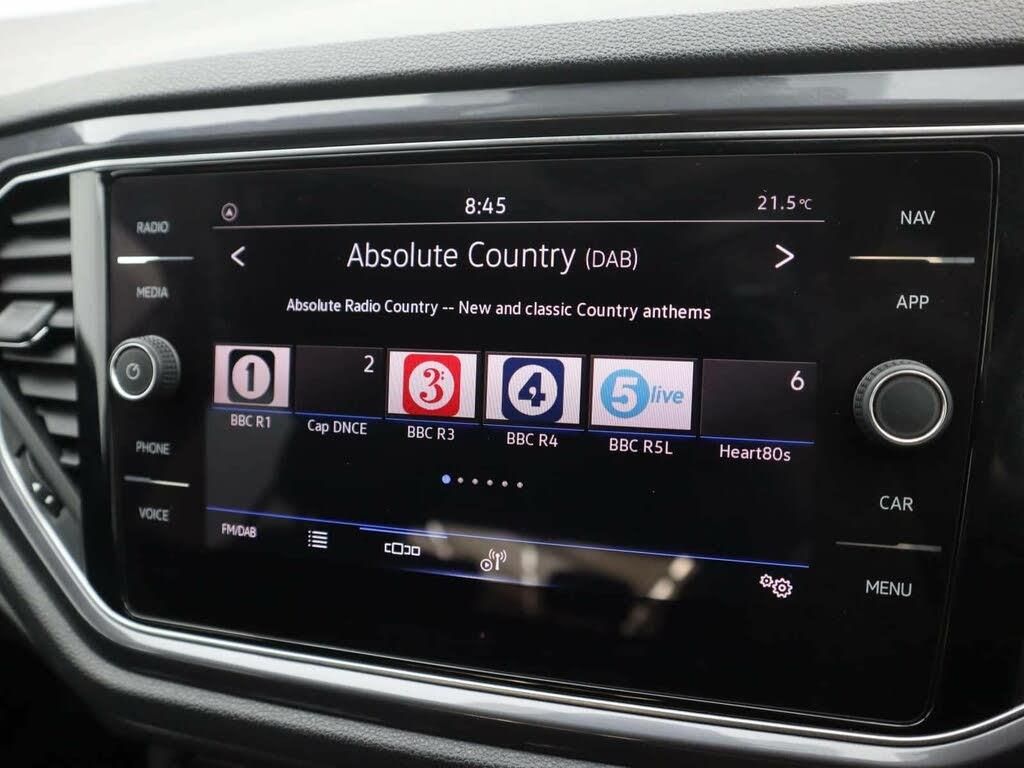 8:45
21.5°C
RADIO
NAV
< Absolute Country (DAB) >
MEDIA
APP
Absolute Radio Country -- New and classic Country anthems
1
2
3
4
5 live
6
BBC R1
Cap DNCE
BBC R3
BBC R4
BBC R5L
Heart80s
PHONE
CAR
VOICE
FM/DAB
MENU